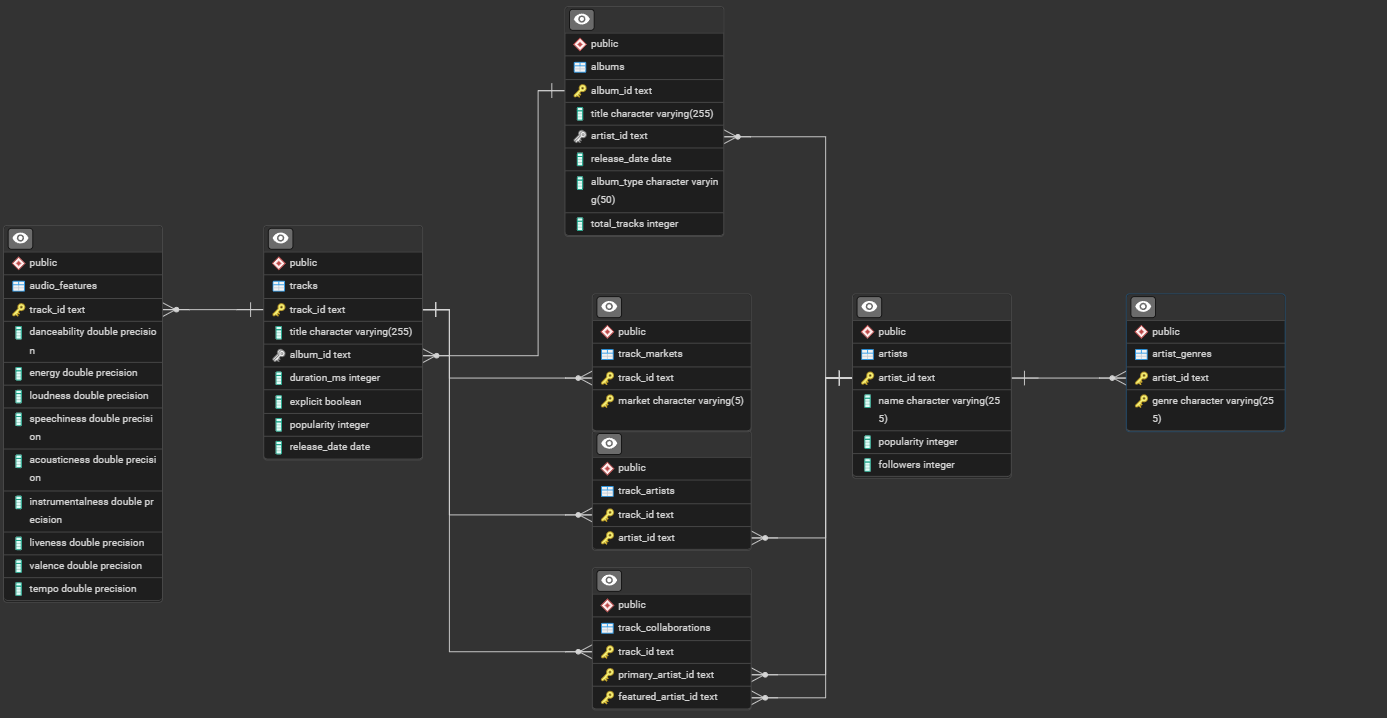 public
albums
album_id text
title character varying(255)
artist_id text
release_date date
album_type character varyin
g(50)
total_tracks integer
public
audio_features
track_id text
danceability double precisio
n
energy double precision
loudness double precision
speechiness double precisi
on
acousticness double precisi
on
instrumentalness double pr
ecision
liveness double precision
valence double precision
tempo double precision
public
tracks
track_id text
title character varying(255)
album_id text
duration_ms integer
explicit boolean
popularity integer
release_date date
public
track_markets
track_id text
market character varying(5)
public
track_artists
track_id text
artist_id text
public
track_collaborations
track_id text
primary_artist_id text
featured_artist_id text
public
artists
artist_id text
name character varying(25
5)
popularity integer
followers integer
public
artist_genres
artist_id text
genre character varying(25
5)